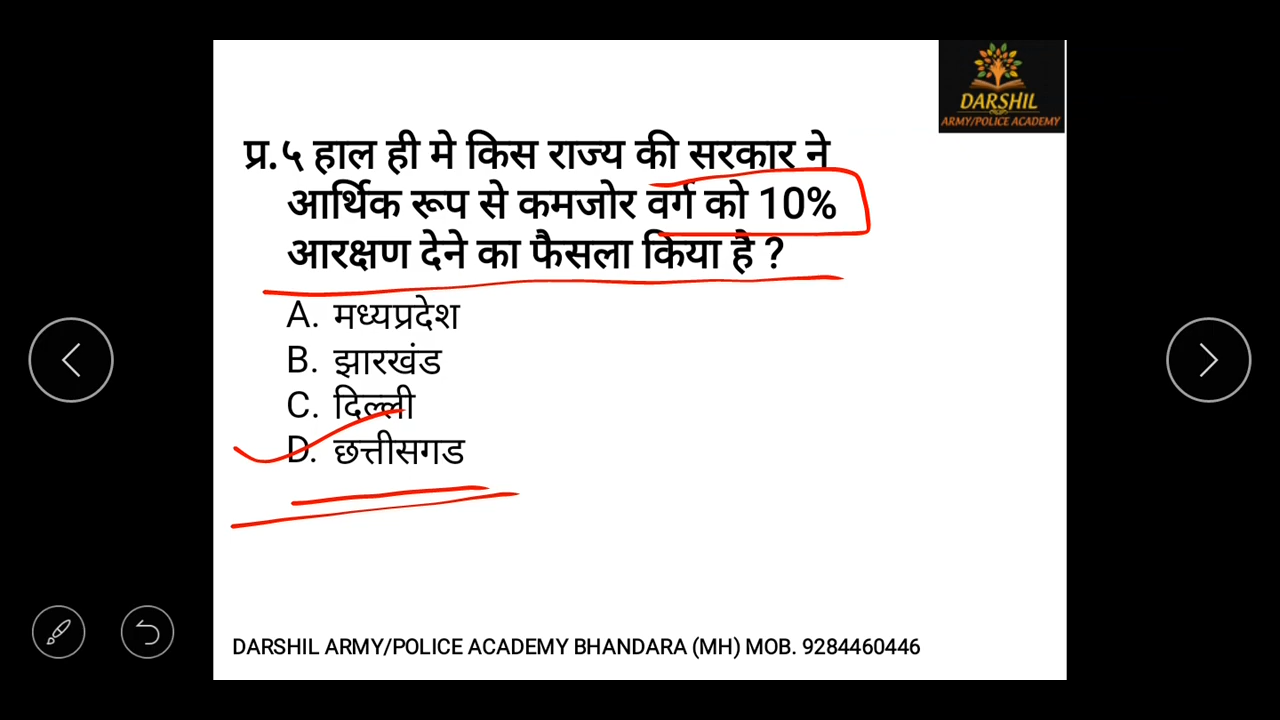 DARSHIL
ARMY/POLICE ACADEMY
प्र.५ हाल ही मे किस राज्य की सरकार ने
आर्थिक रूप से कमजोर वर्ग को 10%
आरक्षण देने का फैसला किया है ?
A. मध्यप्रदेश
B. झारखंड
C. दिल्ली
D. छत्तीसगड
DARSHIL ARMY/POLICE ACADEMY BHANDARA (MH) MOB. 9284460446